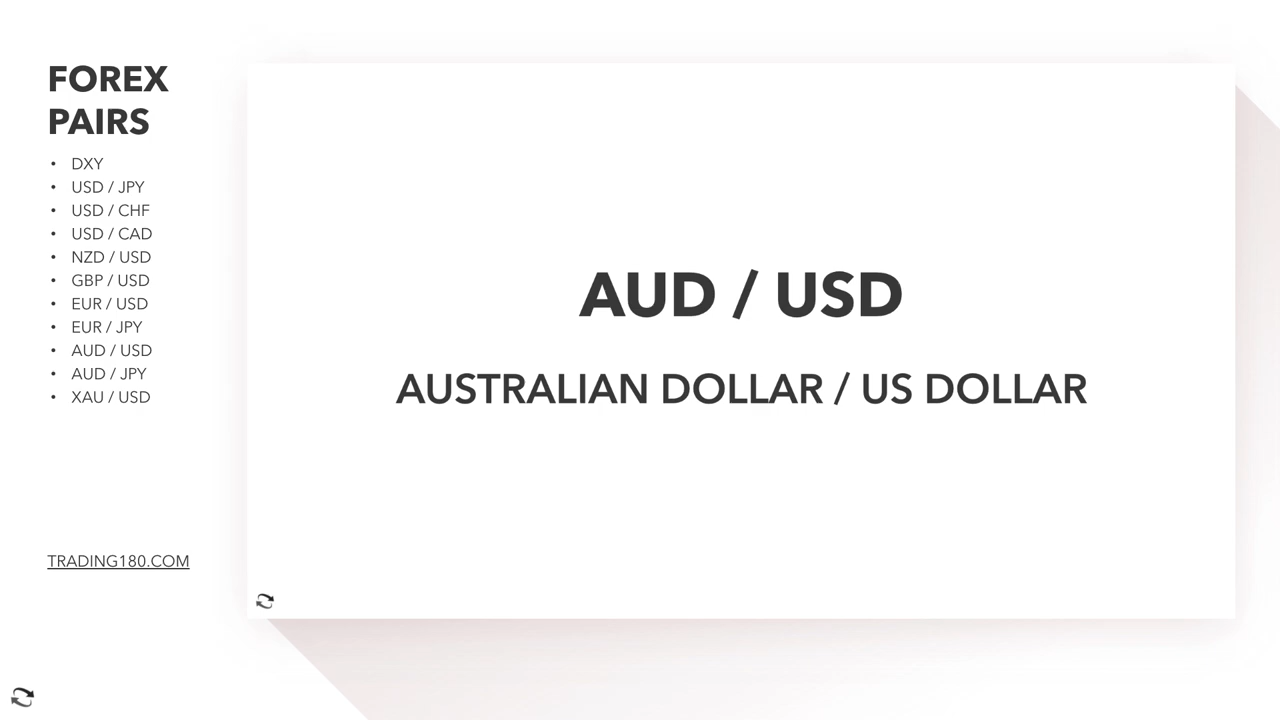 FOREX
PAIRS
• DXY
• USD / JPY
• USD / CHF
• USD / CAD
• NZD / USD
• GBP / USD
• EUR / USD
• EUR / JPY
• AUD / USD
• AUD / JPY
• XAU / USD
TRADING180.COM
AUD / USD
AUSTRALIAN DOLLAR / US DOLLAR